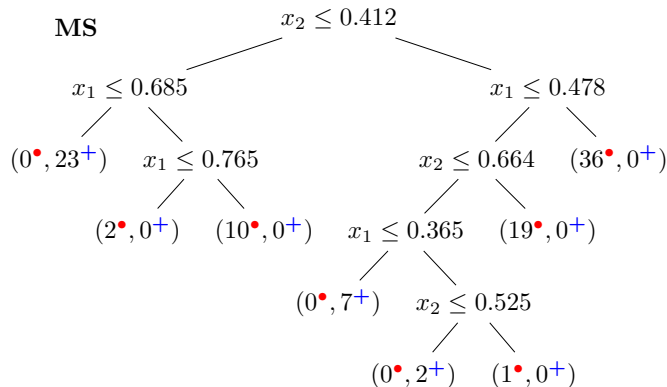 MS
x₂ ≤ 0.412
x₁ ≤ 0.685
x₁ ≤ 0.478
(0•, 23+)
x₁ ≤ 0.765
x₂ ≤ 0.664
(36•, 0+)
(2•, 0+)
(10•, 0+)
x₁ ≤ 0.365
(19•, 0+)
(0•, 7+)
x₂ ≤ 0.525
(0•, 2+)
(1•, 0+)